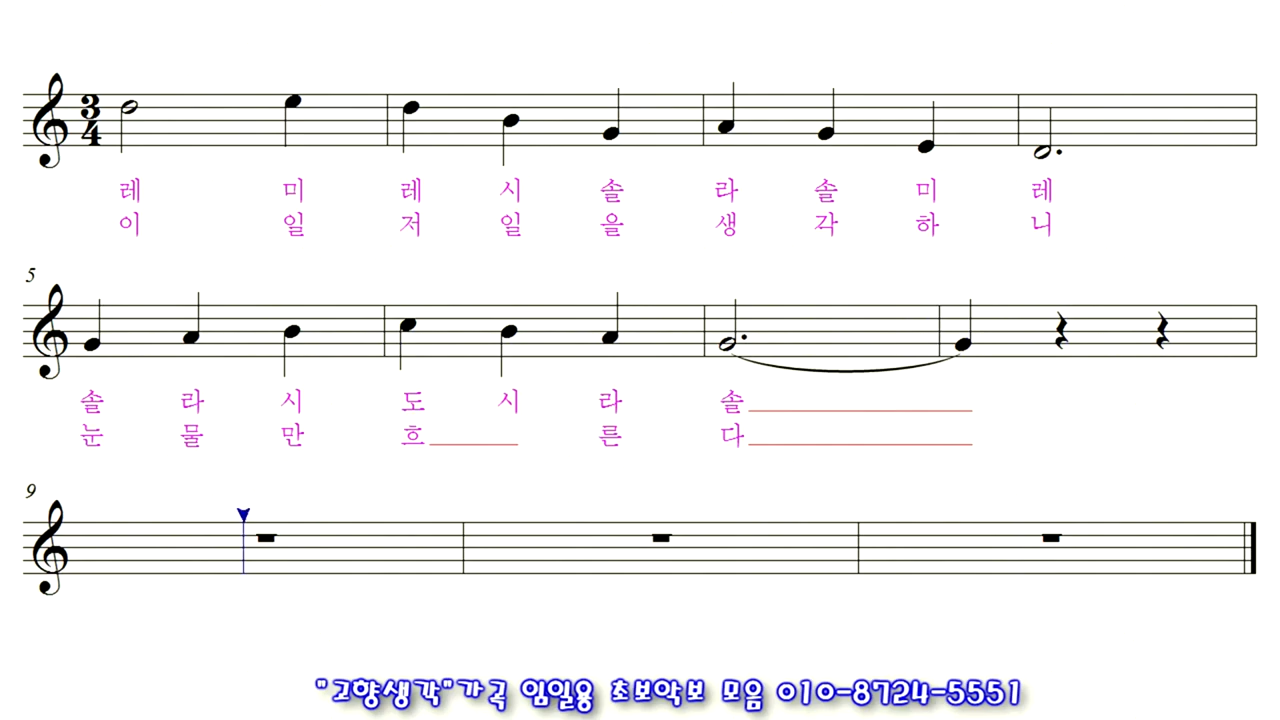 3
4
레 미 레 시 솔 라 솔 미 레
이 일 저 일 을 생 각 하 니
5
솔 라 시 도 시 라 솔
눈 물 만 흐 른 다
9
"고향생각"가곡 임일용 초보악보 모음 010-8724-5551